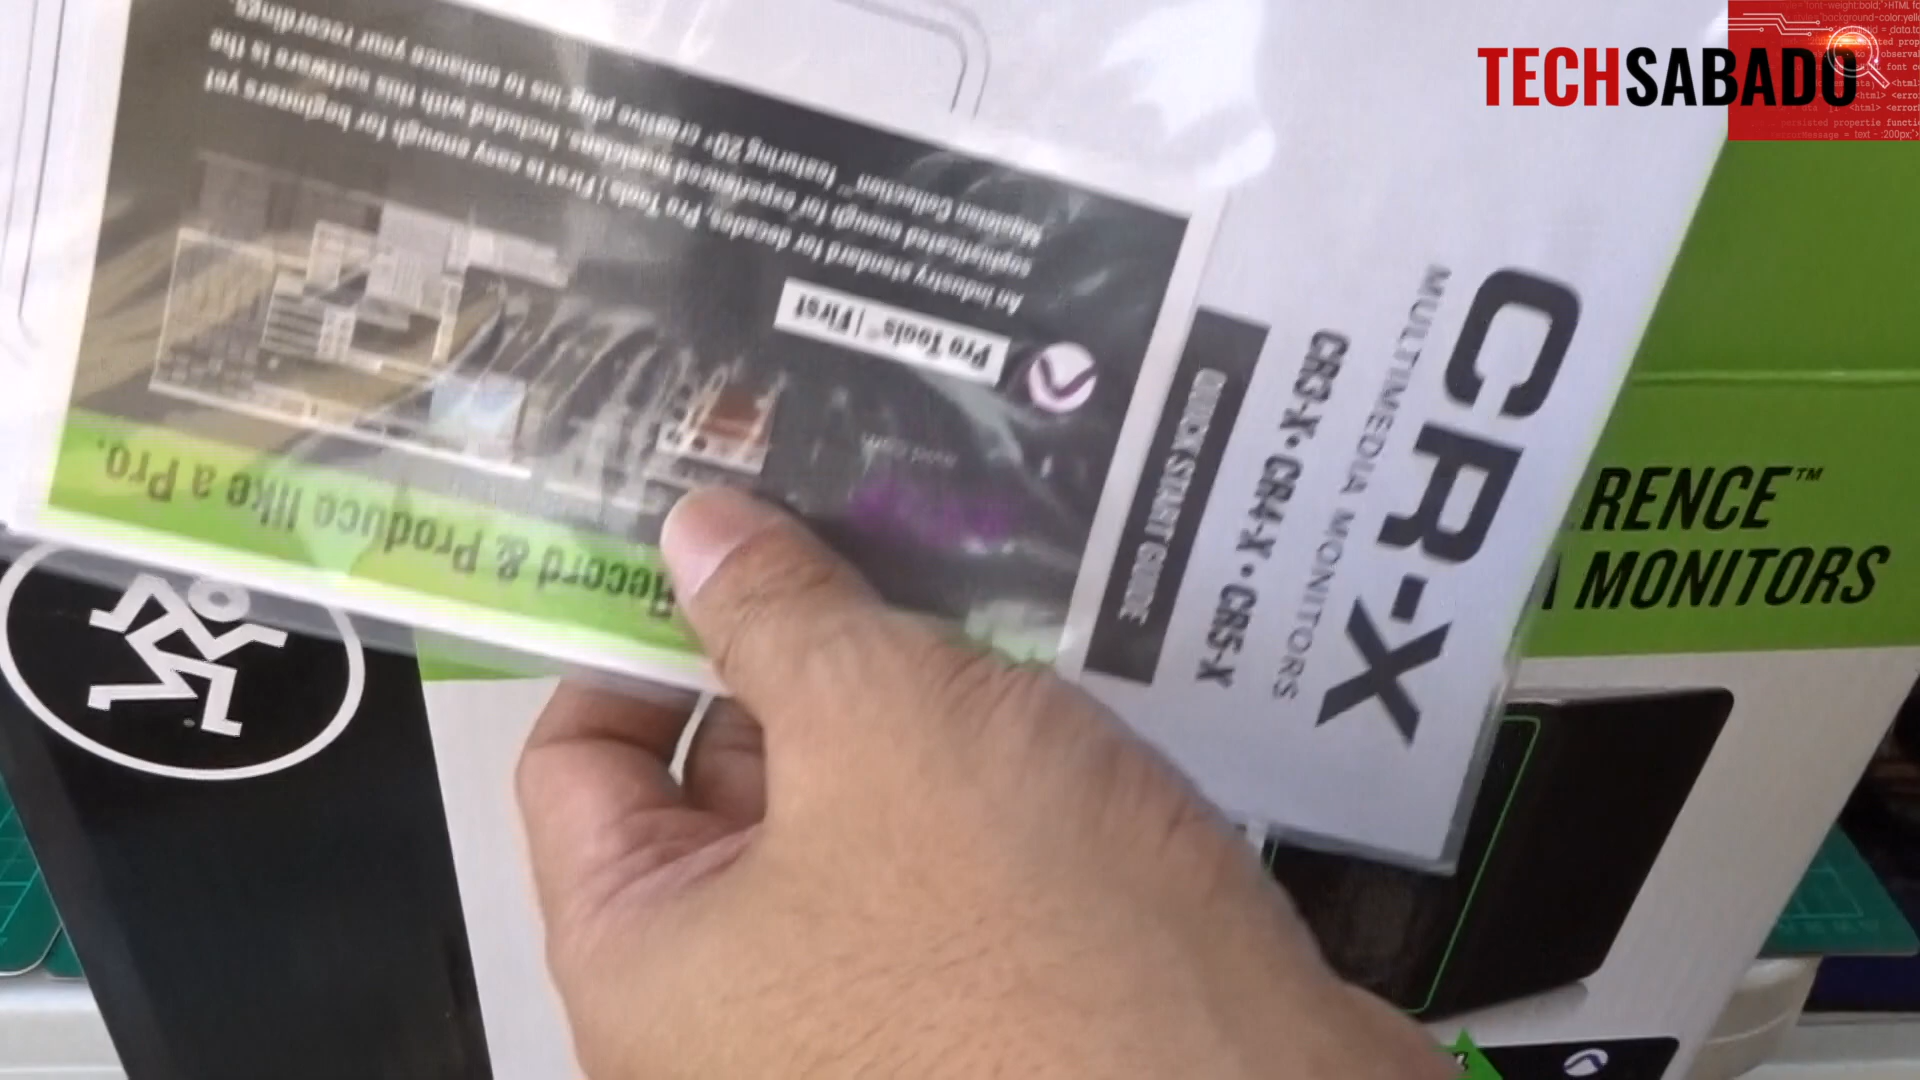 TECHSABADO
CR-X
MULTIMEDIA MONITORS
CR3-X • CR4-X • CR5-X
QUICK START GUIDE
Record & Produce like a Pro.
avid.com
Pro Tools® | First
An industry standard for decades, Pro Tools | First is easy enough for beginners yet
sophisticated enough for experienced musicians. Included with this software is the
Musician Collection™ featuring 20+ creative plug-ins to enhance your recordings.
RENCE™
MONITORS